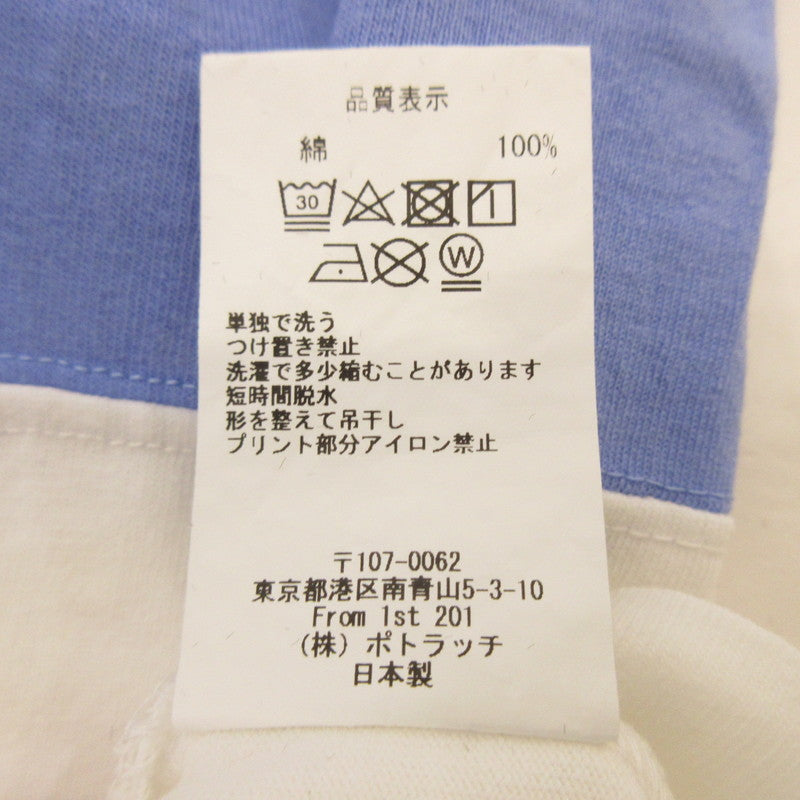 品質表示
綿 100%
30
W
単独で洗う
つけ置き禁止
洗濯で多少縮むことがあります
短時間脱水
形を整えて吊干し
プリント部分アイロン禁止
〒107-0062
東京都港区南青山5-3-10
From 1st 201
(株) ポトラッチ
日本製